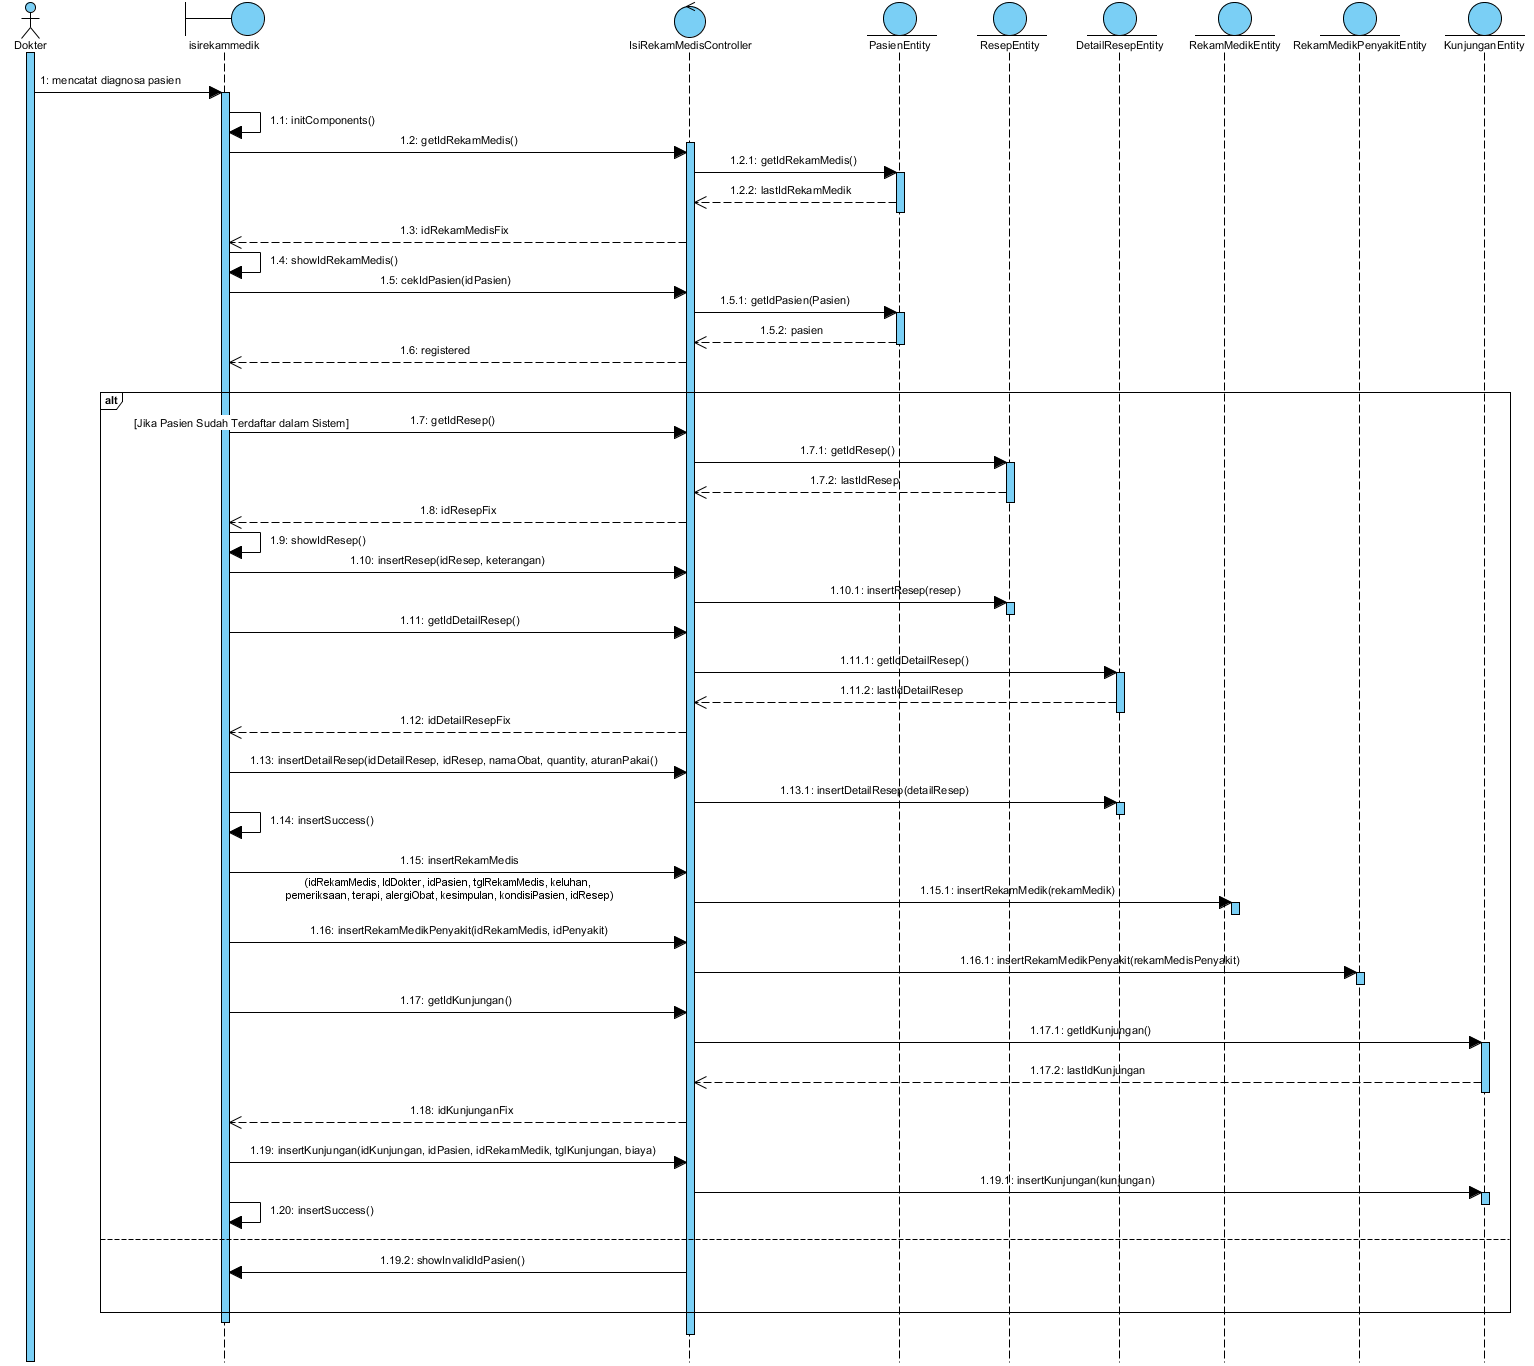 Dokter
isirekammedik
IsiRekamMedisController
PasienEntity
ResepEntity
DetailResepEntity
RekamMedikEntity
RekamMedikPenyakitEntity
KunjunganEntity
1: mencatat diagnosa pasien
1.1: initComponents()
1.2: getIdRekamMedis()
1.2.1: getIdRekamMedis()
1.2.2: lastIdRekamMedik
1.3: idRekamMedisFix
1.4: showIdRekamMedis()
1.5: cekIdPasien(idPasien)
1.5.1: getIdPasien(Pasien)
1.5.2: pasien
1.6: registered
alt
[Jika Pasien Sudah Terdaftar dalam Sistem]
1.7: getIdResep()
1.7.1: getIdResep()
1.7.2: lastIdResep
1.8: idResepFix
1.9: showIdResep()
1.10: insertResep(idResep, keterangan)
1.10.1: insertResep(resep)
1.11: getIdDetailResep()
1.11.1: getIdDetailResep()
1.11.2: lastIdDetailResep
1.12: idDetailResepFix
1.13: insertDetailResep(idDetailResep, idResep, namaObat, quantity, aturanPakai()
1.13.1: insertDetailResep(detailResep)
1.14: insertSuccess()
1.15: insertRekamMedis
(idRekamMedis, IdDokter, idPasien, tglRekamMedis, keluhan,
pemeriksaan, terapi, alergiObat, kesimpulan, kondisiPasien, idResep)
1.15.1: insertRekamMedik(rekamMedik)
1.16: insertRekamMedikPenyakit(idRekamMedis, idPenyakit)
1.16.1: insertRekamMedikPenyakit(rekamMedisPenyakit)
1.17: getIdKunjungan()
1.17.1: getIdKunjungan()
1.17.2: lastIdKunjungan
1.18: idKunjunganFix
1.19: insertKunjungan(idKunjungan, idPasien, idRekamMedik, tglKunjungan, biaya)
1.19.1: insertKunjungan(kunjungan)
1.20: insertSuccess()
1.19.2: showInvalidIdPasien()